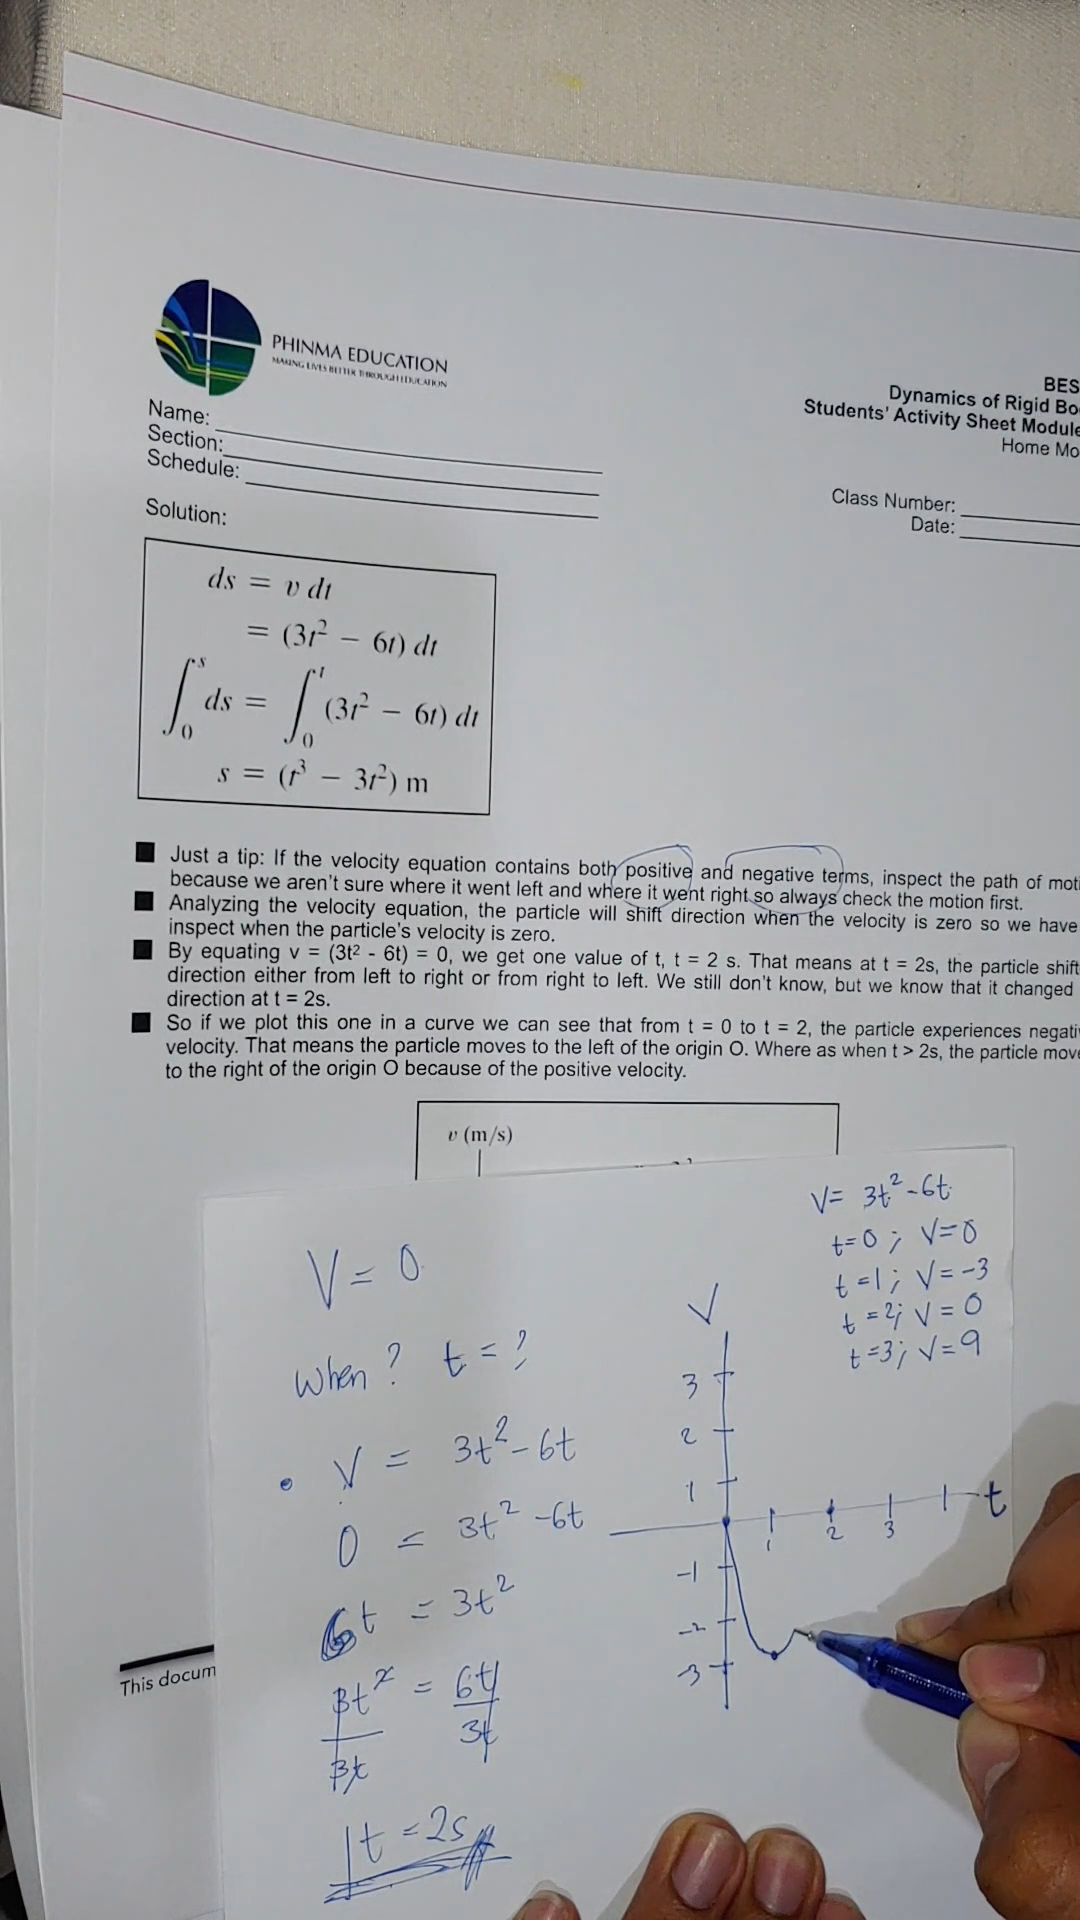 PHINMA EDUCATION
MAKING LIVES BETTER THROUGH EDUCATION
BES
Dynamics of Rigid Bo
Students' Activity Sheet Module
Home Mo
Name:
Section:
Schedule:
Class Number:
Date:
Solution:
ds = v dt
= (3t² − 6t) dt
∫₀ˢ ds = ∫₀ᵗ (3t² − 6t) dt
s = (t³ − 3t²) m
■ Just a tip: If the velocity equation contains both positive and negative terms, inspect the path of moti
because we aren't sure where it went left and where it went right so always check the motion first.
■ Analyzing the velocity equation, the particle will shift direction when the velocity is zero so we have
inspect when the particle's velocity is zero.
■ By equating v = (3t² - 6t) = 0, we get one value of t, t = 2 s. That means at t = 2s, the particle shift
direction either from left to right or from right to left. We still don't know, but we know that it changed
direction at t = 2s.
■ So if we plot this one in a curve we can see that from t = 0 to t = 2, the particle experiences negati
velocity. That means the particle moves to the left of the origin O. Where as when t > 2s, the particle move
to the right of the origin O because of the positive velocity.
v (m/s)
V = 0
When? t = ?
• V = 3t² - 6t
0 = 3t² - 6t
6t = 3t²
3t² = 6t
3t 3t
t = 2s
V = 3t² - 6t
t=0; V=0
t=1; V=-3
t=2; V=0
t=3; V=9
V
3
2
1
1 2 3 t
-1
-2
-3
This docum